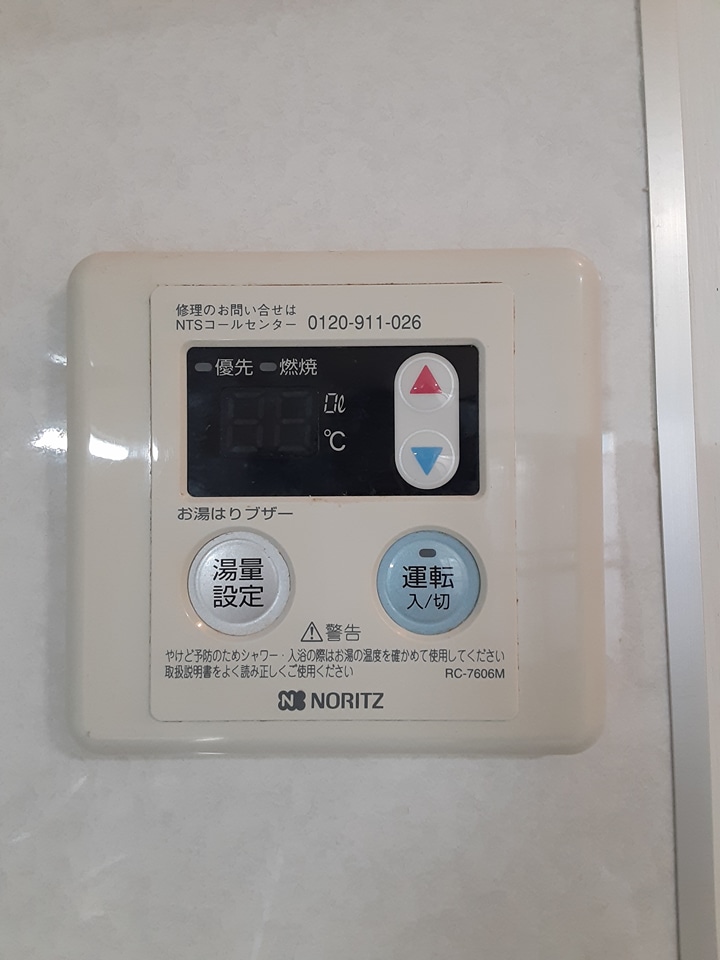 修理のお問い合せは
NTSコールセンター 0120-911-026
優先 燃焼
0ℓ
℃
お湯はりブザー
湯量
設定
運転
入/切
⚠警告
やけど予防のためシャワー・入浴の際はお湯の温度を確かめて使用してください
取扱説明書をよく読み正しくご使用ください
RC-7606M
NORITZ